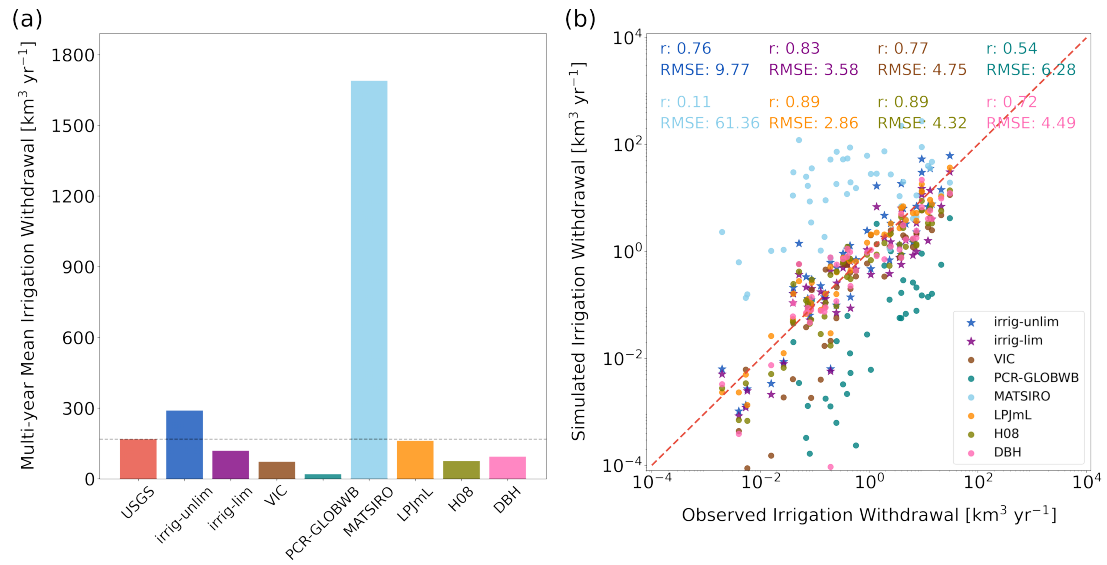 (a)
Multi-year Mean Irrigation Withdrawal [km³ yr⁻¹]
1800
1500
1200
900
600
300
0
USGS
irrig-unlim
irrig-lim
VIC
PCR-GLOBWB
MATSIRO
LPJmL
H08
DBH
(b)
Simulated Irrigation Withdrawal [km³ yr⁻¹]
10⁴
10²
10⁰
10⁻²
10⁻⁴
r: 0.76 r: 0.83 r: 0.77 r: 0.54
RMSE: 9.77 RMSE: 3.58 RMSE: 4.75 RMSE: 6.28
r: 0.11 r: 0.89 r: 0.89 r: 0.72
RMSE: 61.36 RMSE: 2.86 RMSE: 4.32 RMSE: 4.49
irrig-unlim
irrig-lim
VIC
PCR-GLOBWB
MATSIRO
LPJmL
H08
DBH
10⁻⁴ 10⁻² 10⁰ 10² 10⁴
Observed Irrigation Withdrawal [km³ yr⁻¹]